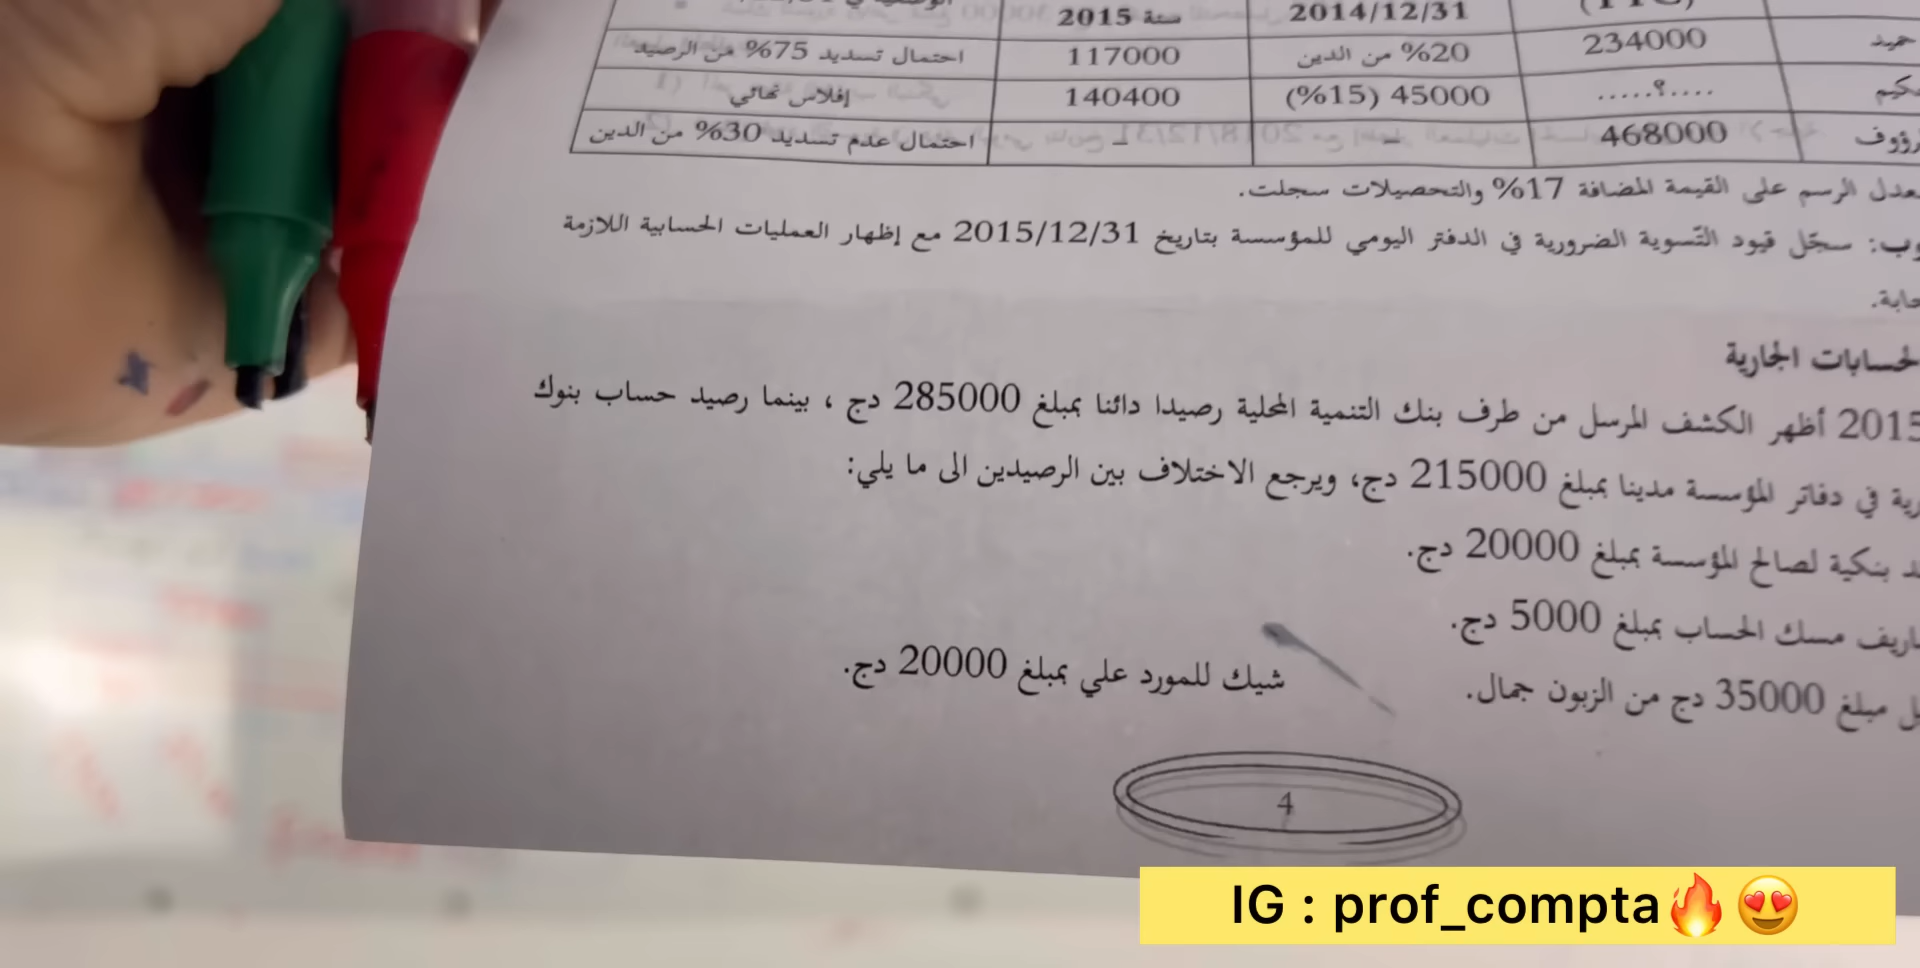 سنة 2015 2014/12/31
234000 20% من الدين 117000 احتمال تسديد 75% من الرصيد
.....؟.... 45000 (15%) 140400 إفلاس نهائي
468000 – – احتمال عدم تسديد 30% من الدين
الرسم على القيمة المضافة 17% والتحصيلات سجلت.
سجّل قيود التّسوية الضرورية في الدفتر اليومي للمؤسسة بتاريخ 2015/12/31 مع إظهار العمليات الحسابية اللازمة
الجارية
2015 أظهر الكشف المرسل من طرف بنك التنمية المحلية رصيدا دائنا بمبلغ 285000 دج ، بينما رصيد حساب بنوك
في دفاتر المؤسسة مدينا بمبلغ 215000 دج، ويرجع الاختلاف بين الرصيدين الى ما يلي:
بنكية لصالح المؤسسة بمبلغ 20000 دج.
مسك الحساب بمبلغ 5000 دج.
مبلغ 35000 دج من الزبون جمال. شيك للمورد علي بمبلغ 20000 دج.
4
IG : prof_compta🔥😍